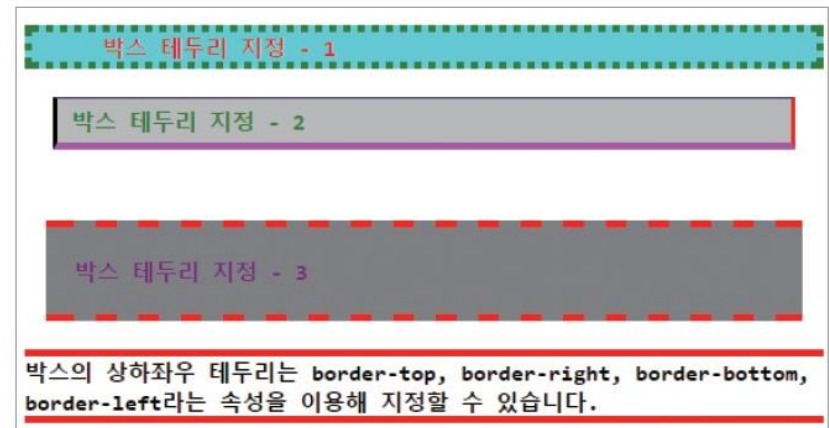 박스 테두리 지정 - 1
박스 테두리 지정 - 2
박스 테두리 지정 - 3
박스의 상하좌우 테두리는 border-top, border-right, border-bottom,
border-left라는 속성을 이용해 지정할 수 있습니다.